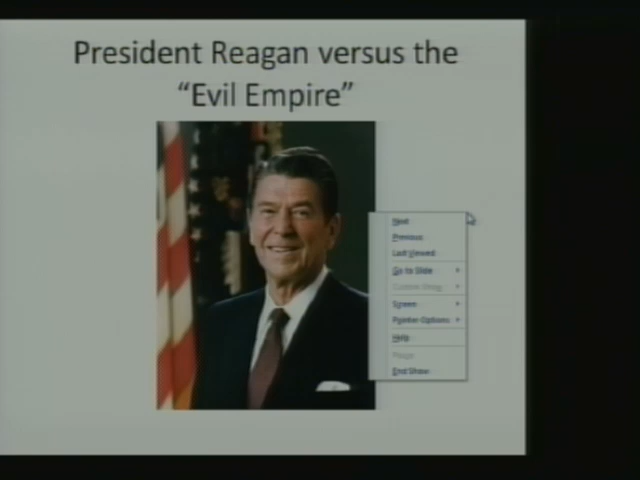 President Reagan versus the
“Evil Empire”
Next
Previous
Last Viewed
Go to Slide
Custom Show
Screen
Pointer Options
Help
Pause
End Show